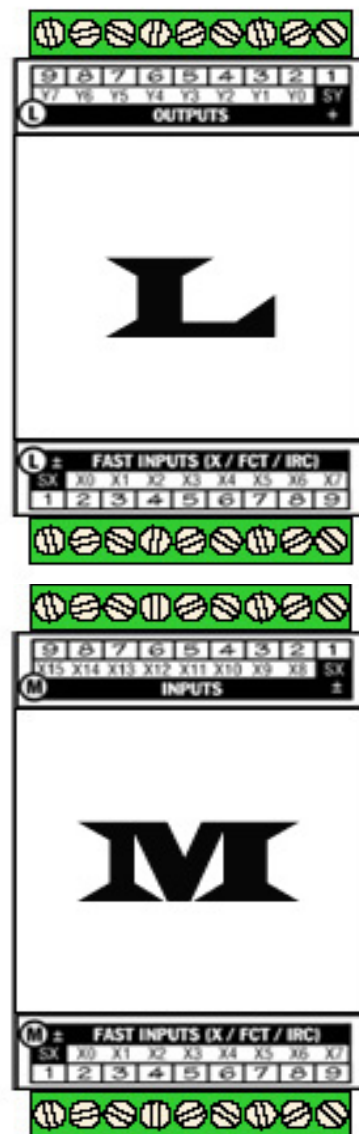 9 8 7 6 5 4 3 2 1
Y7 Y6 Y5 Y4 Y3 Y2 Y1 Y0 SY
L OUTPUTS +
L
L ± FAST INPUTS (X / FCT / IRC)
SX X0 X1 X2 X3 X4 X5 X6 X7
1 2 3 4 5 6 7 8 9
9 8 7 6 5 4 3 2 1
X15 X14 X13 X12 X11 X10 X9 X8 SX
M INPUTS ±
M
M ± FAST INPUTS (X / FCT / IRC)
SX X0 X1 X2 X3 X4 X5 X6 X7
1 2 3 4 5 6 7 8 9